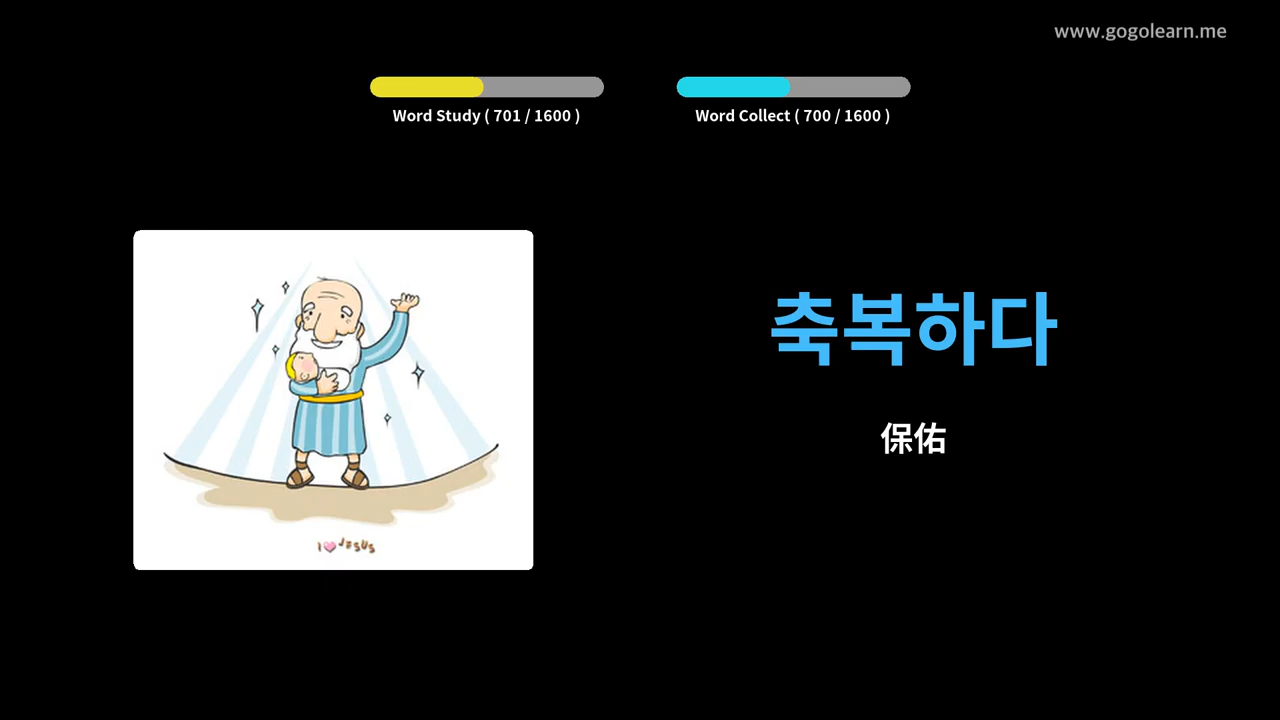 www.gogolearn.me
Word Study ( 701 / 1600 )
Word Collect ( 700 / 1600 )
축복하다
保佑
I JESUS